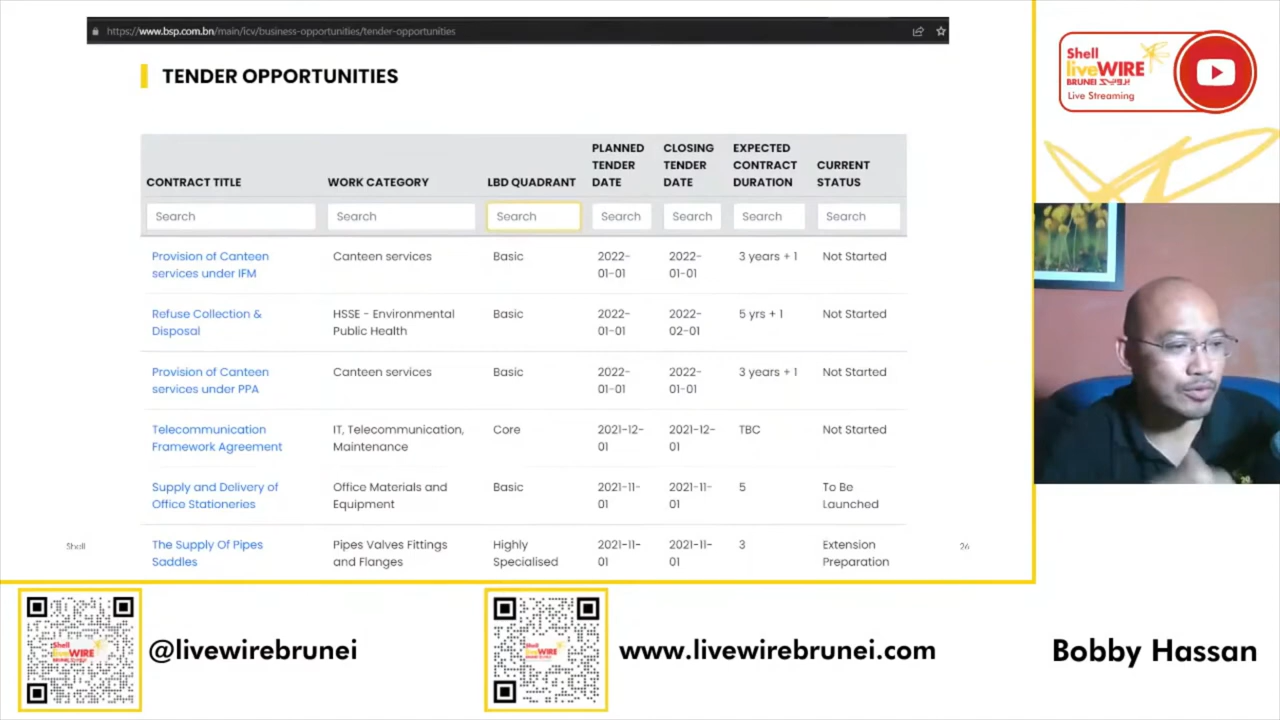 https://www.bsp.com.bn/main/icv/business-opportunities/tender-opportunities
TENDER OPPORTUNITIES
CONTRACT TITLE
WORK CATEGORY
LBD QUADRANT
PLANNED
TENDER
DATE
CLOSING
TENDER
DATE
EXPECTED
CONTRACT
DURATION
CURRENT
STATUS
Search
Search
Search
Search
Search
Search
Search
Provision of Canteen
services under IFM
Canteen services
Basic
2022-
01-01
2022-
01-01
3 years + 1
Not Started
Refuse Collection &
Disposal
HSSE - Environmental
Public Health
Basic
2022-
01-01
2022-
02-01
5 yrs + 1
Not Started
Provision of Canteen
services under PPA
Canteen services
Basic
2022-
01-01
2022-
01-01
3 years + 1
Not Started
Telecommunication
Framework Agreement
IT, Telecommunication,
Maintenance
Core
2021-12-
01
2021-12-
01
TBC
Not Started
Supply and Delivery of
Office Stationeries
Office Materials and
Equipment
Basic
2021-11-
01
2021-11-
01
5
To Be
Launched
The Supply Of Pipes
Saddles
Pipes Valves Fittings
and Flanges
Highly
Specialised
2021-11-
01
2021-11-
01
3
Extension
Preparation
Shell
26
Shell
liveWIRE
BRUNEI بروني
Live Streaming
Shell
liveWIRE
@livewirebrunei
Shell
liveWIRE
www.livewirebrunei.com
Bobby Hassan